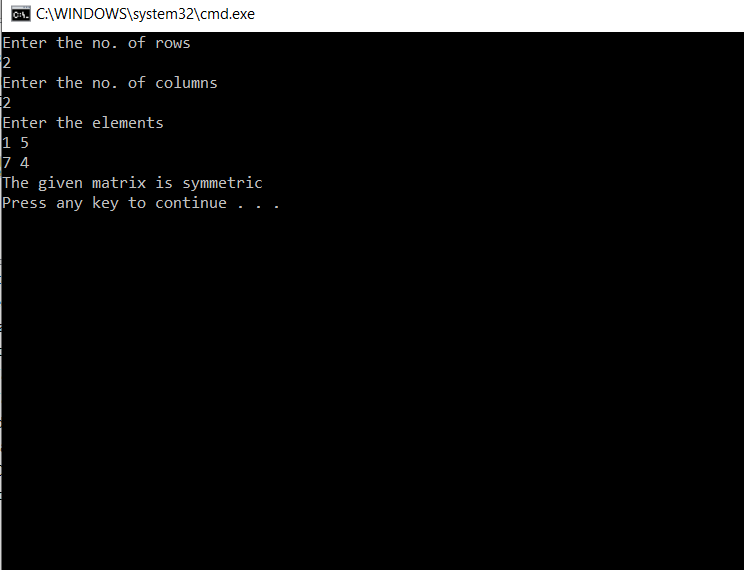 C:\WINDOWS\system32\cmd.exe
Enter the no. of rows
2
Enter the no. of columns
2
Enter the elements
1 5
7 4
The given matrix is symmetric
Press any key to continue . . .